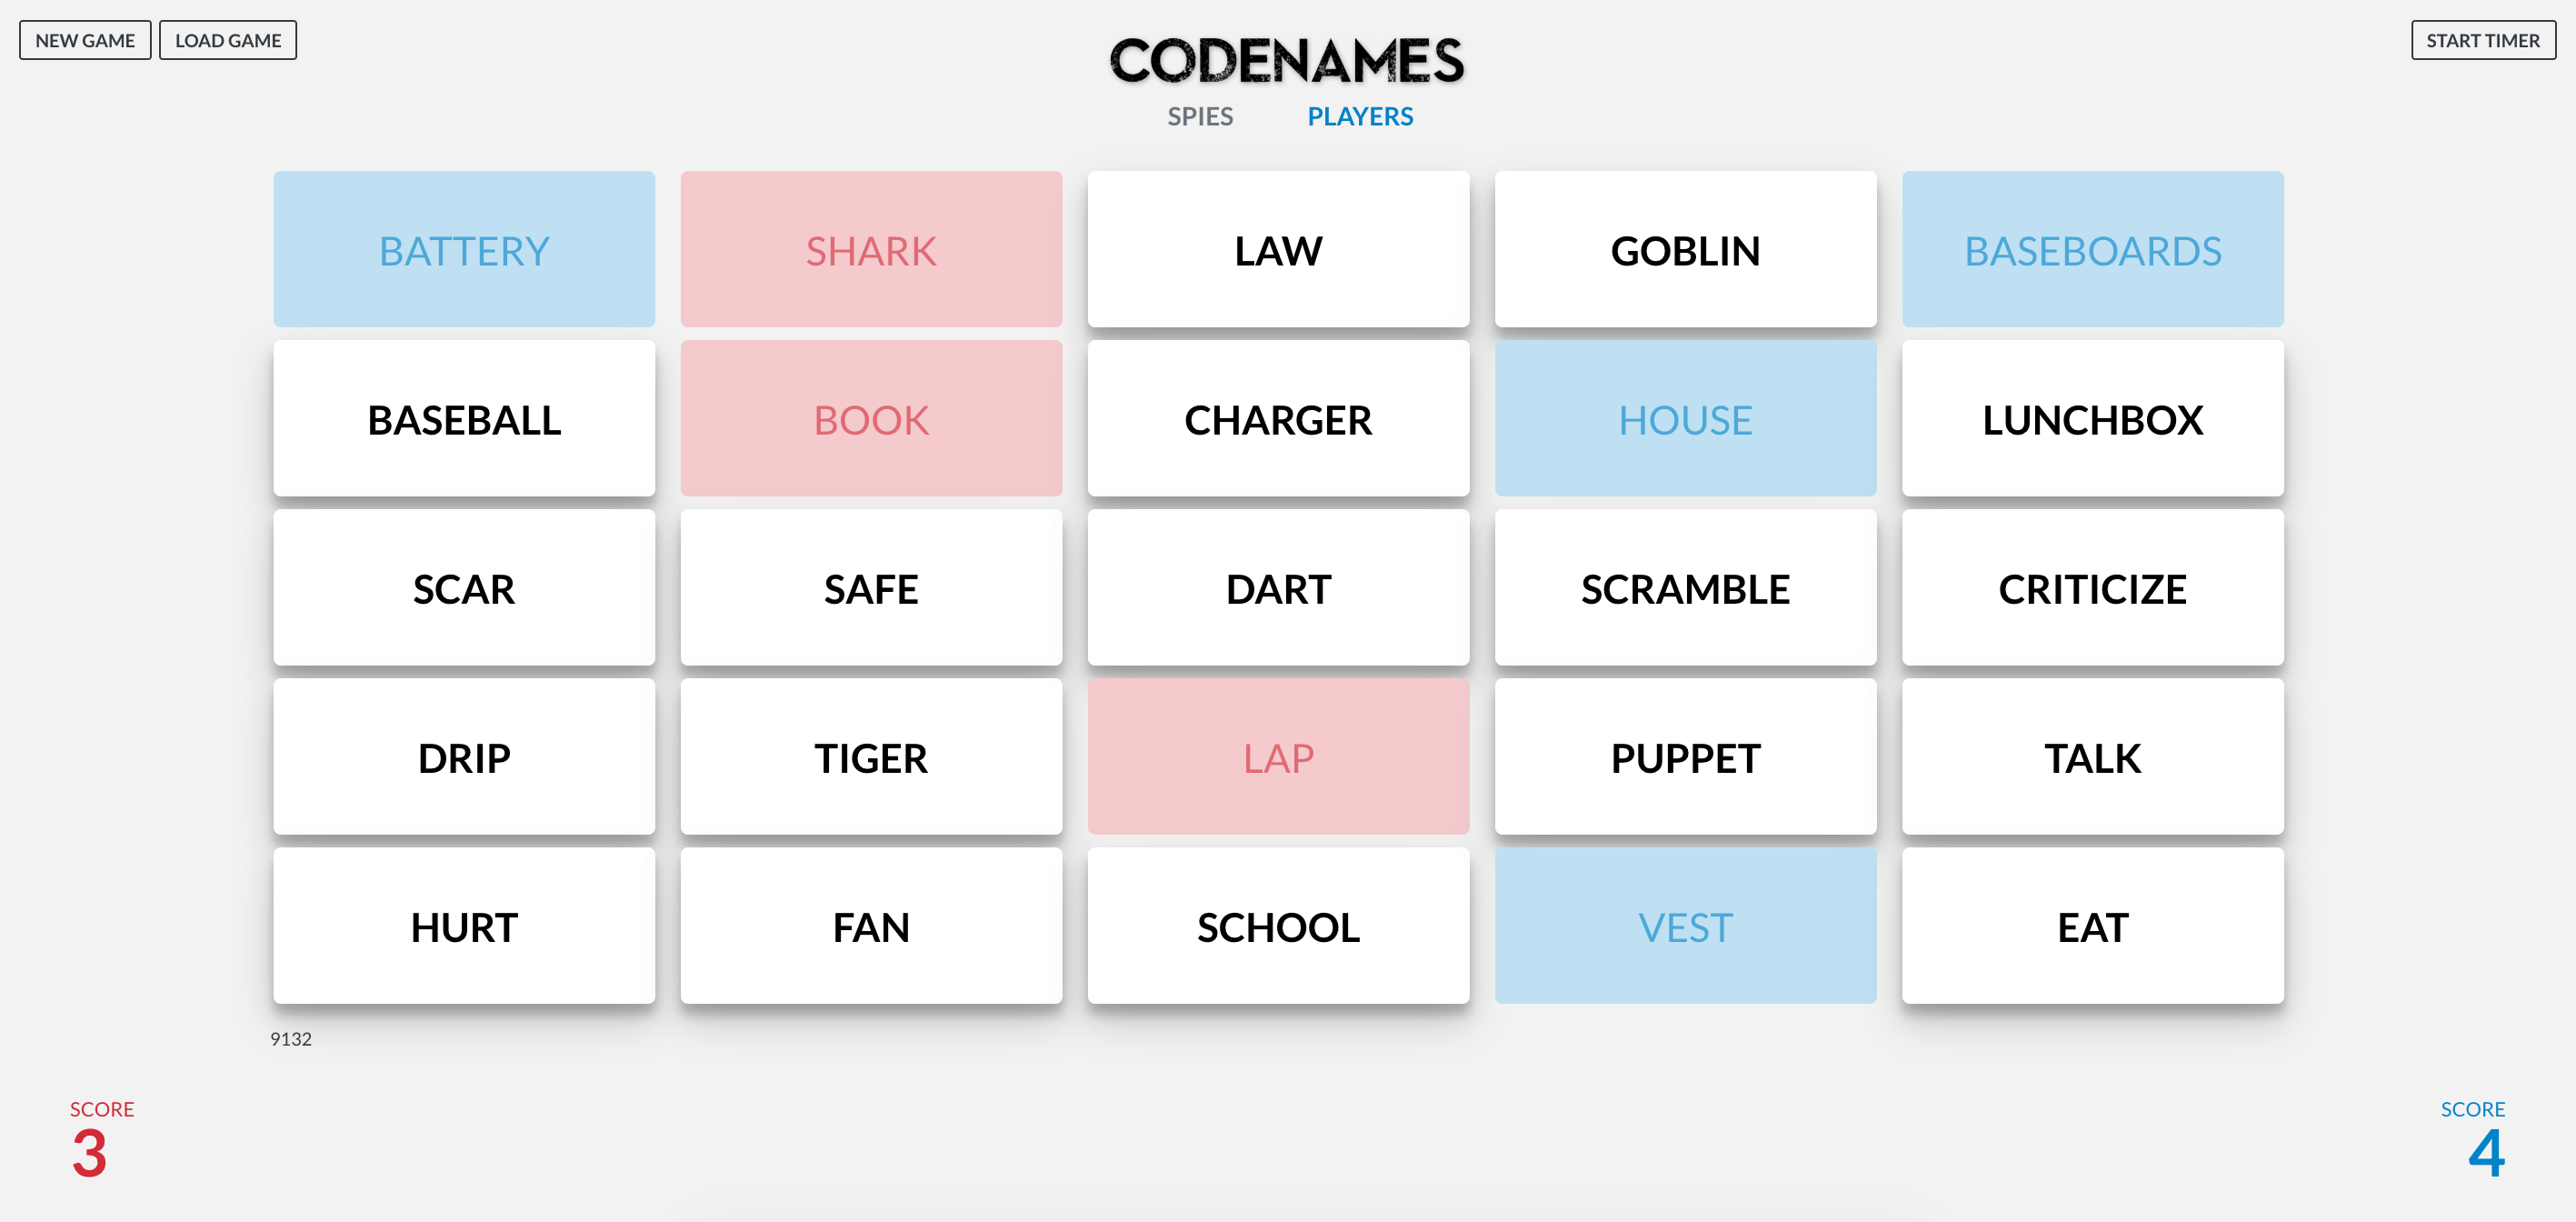 NEW GAME
LOAD GAME
CODENAMES
START TIMER
SPIES
PLAYERS
BATTERY
SHARK
LAW
GOBLIN
BASEBOARDS
BASEBALL
BOOK
CHARGER
HOUSE
LUNCHBOX
SCAR
SAFE
DART
SCRAMBLE
CRITICIZE
DRIP
TIGER
LAP
PUPPET
TALK
HURT
FAN
SCHOOL
VEST
EAT
9132
SCORE
3
SCORE
4